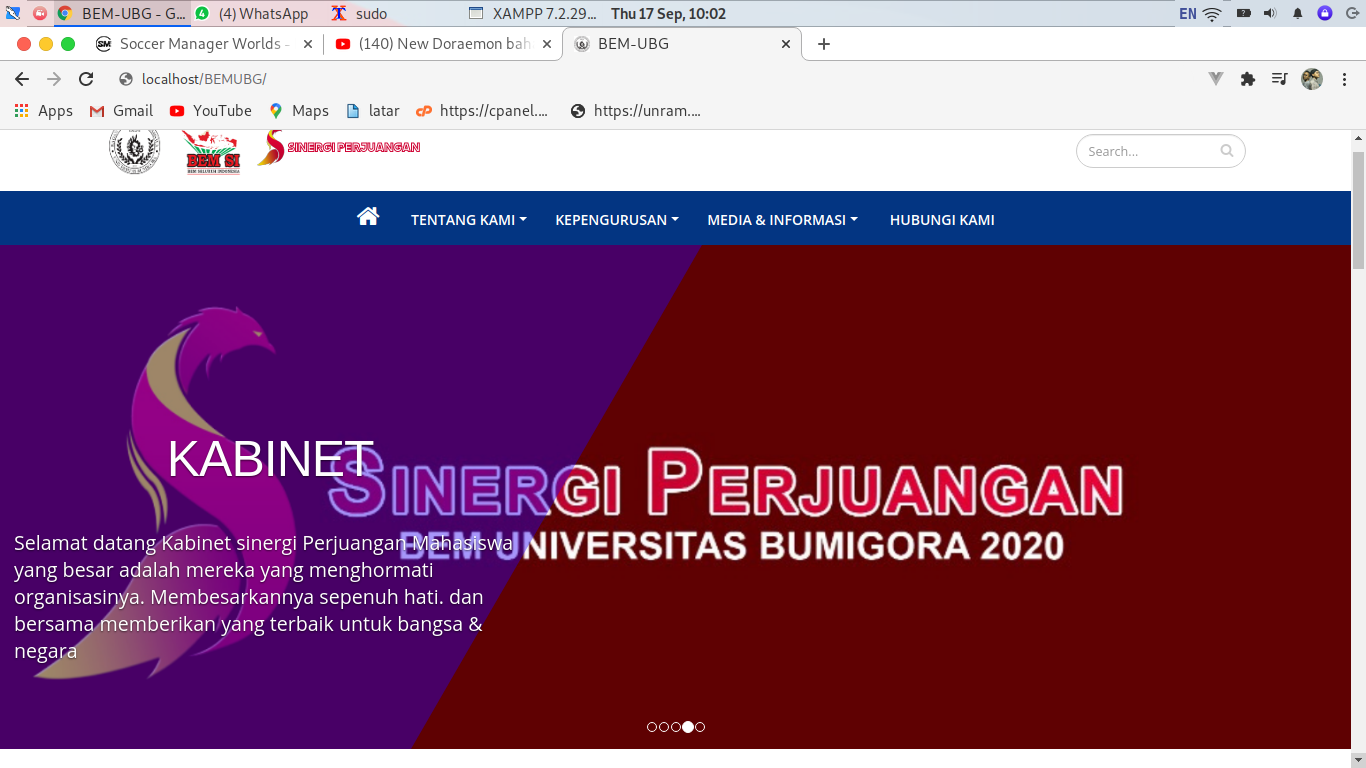 BEM-UBG - G...
(4) WhatsApp
sudo
XAMPP 7.2.29...
Thu 17 Sep, 10:02
EN
Soccer Manager Worlds -
(140) New Doraemon bah
BEM-UBG
localhost/BEMUBG/
Apps
Gmail
YouTube
Maps
latar
https://cpanel....
https://unram....
BEM SI
BEM SELURUH INDONESIA
SINERGI PERJUANGAN
Search...
TENTANG KAMI
KEPENGURUSAN
MEDIA & INFORMASI
HUBUNGI KAMI
KABINET
SINERGI PERJUANGAN
BEM UNIVERSITAS BUMIGORA 2020
Selamat datang Kabinet sinergi Perjuangan Mahasiswa
yang besar adalah mereka yang menghormati
organisasinya. Membesarkannya sepenuh hati. dan
bersama memberikan yang terbaik untuk bangsa &
negara